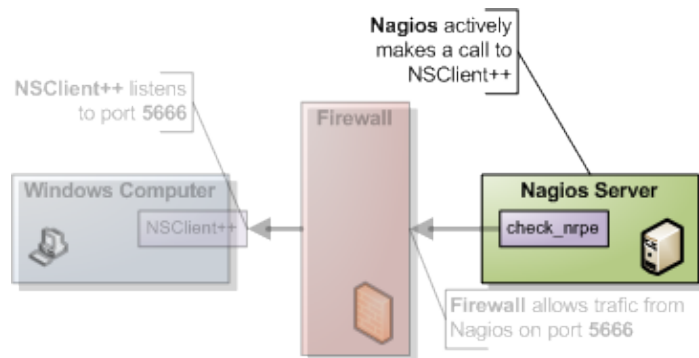 Nagios actively
makes a call to
NSClient++
NSClient++ listens
to port 5666
Firewall
Windows Computer
NSClient++
Nagios Server
check_nrpe
Firewall allows trafic from
Nagios on port 5666